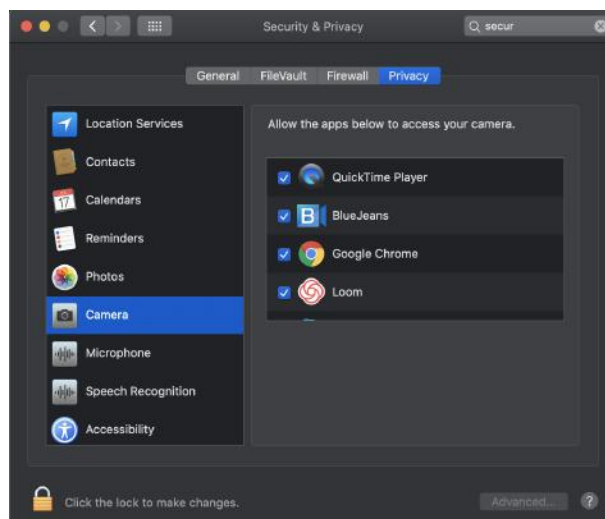 Security & Privacy
secur
General FileVault Firewall Privacy
Location Services
Contacts
17
Calendars
Reminders
Photos
Camera
Microphone
Speech Recognition
Accessibility
Allow the apps below to access your camera.
QuickTime Player
B
BlueJeans
Google Chrome
Loom
Click the lock to make changes.
Advanced...
?